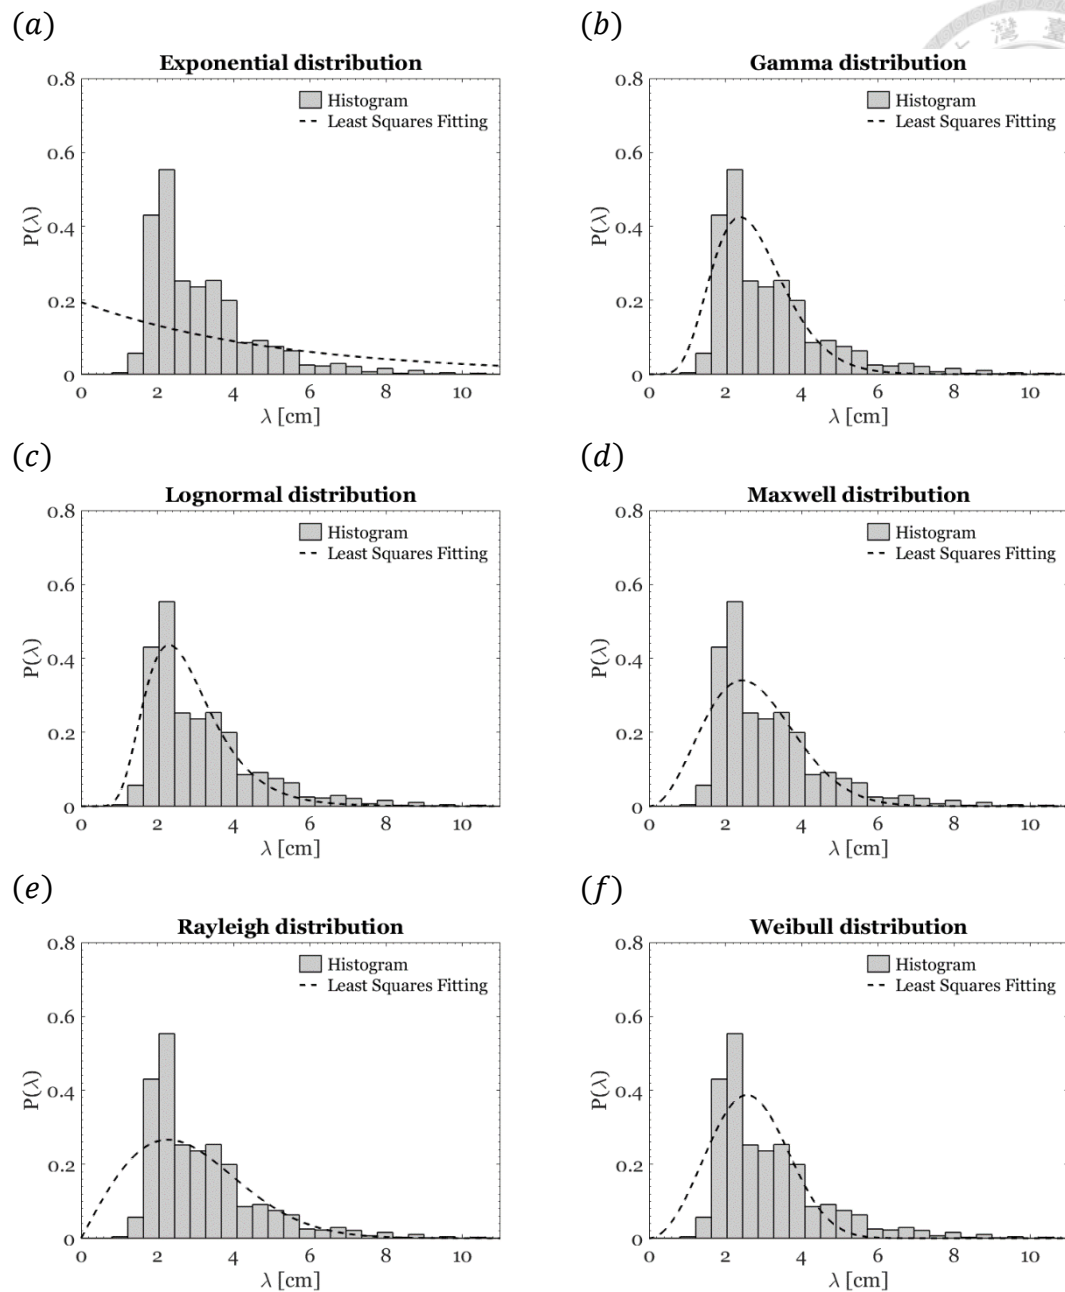 (a)
Exponential distribution
Histogram
Least Squares Fitting
0.8
0.6
0.4
0.2
0
P(λ)
0 2 4 6 8 10
λ [cm]
(b)
灣 臺
Gamma distribution
Histogram
Least Squares Fitting
0.8
0.6
0.4
0.2
0
P(λ)
0 2 4 6 8 10
λ [cm]
(c)
Lognormal distribution
Histogram
Least Squares Fitting
0.8
0.6
0.4
0.2
0
P(λ)
0 2 4 6 8 10
λ [cm]
(d)
Maxwell distribution
Histogram
Least Squares Fitting
0.8
0.6
0.4
0.2
0
P(λ)
0 2 4 6 8 10
λ [cm]
(e)
Rayleigh distribution
Histogram
Least Squares Fitting
0.8
0.6
0.4
0.2
0
P(λ)
0 2 4 6 8 10
λ [cm]
(f)
Weibull distribution
Histogram
Least Squares Fitting
0.8
0.6
0.4
0.2
0
P(λ)
0 2 4 6 8 10
λ [cm]